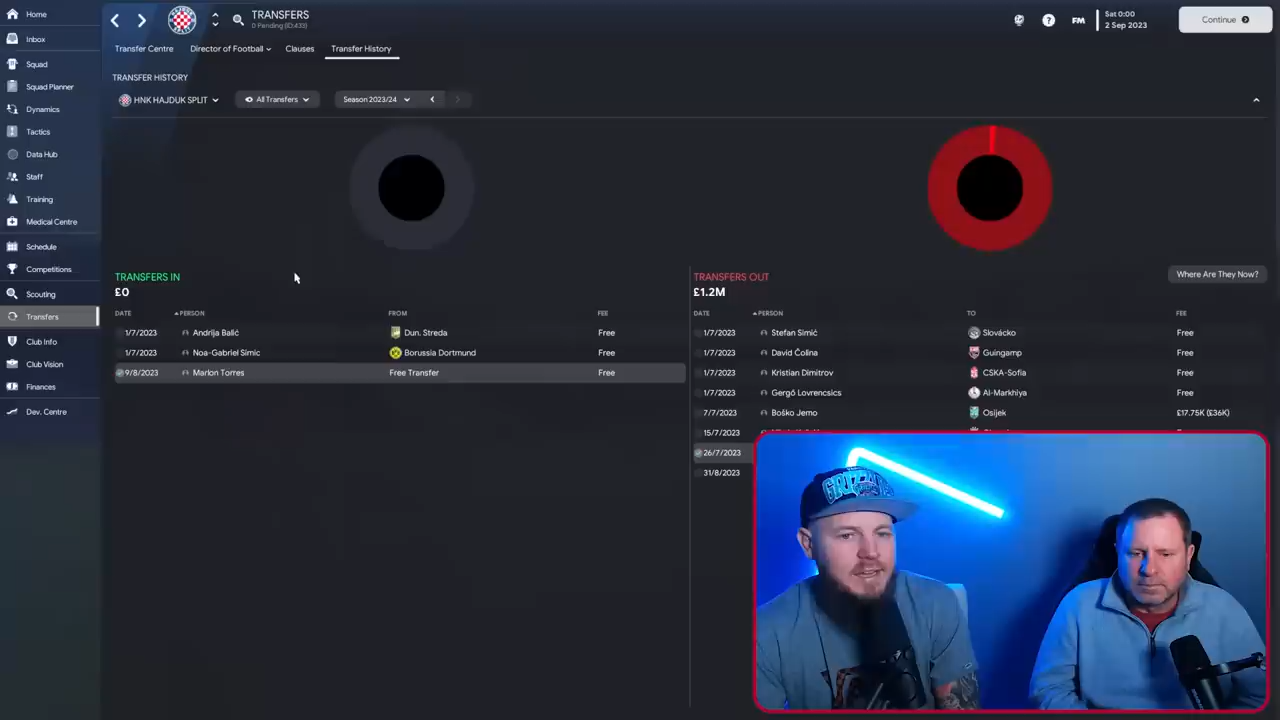 Home
Inbox
Squad
Squad Planner
Dynamics
Tactics
Data Hub
Staff
Training
Medical Centre
Schedule
Competitions
Scouting
Transfers
Club Info
Club Vision
Finances
Dev. Centre
TRANSFERS
0 Pending (ID:433)
FM
Sat 0:00
2 Sep 2023
Continue
Transfer Centre Director of Football Clauses Transfer History
TRANSFER HISTORY
HNK HAJDUK SPLIT All Transfers Season 2023/24
TRANSFERS IN
£0
DATE PERSON FROM FEE
1/7/2023 Andrija Balić Dun. Streda Free
1/7/2023 Noa-Gabriel Simic Borussia Dortmund Free
9/8/2023 Marlon Torres Free Transfer Free
TRANSFERS OUT
£1.2M
Where Are They Now?
DATE PERSON TO FEE
1/7/2023 Stefan Simić Slovácko Free
1/7/2023 David Čolina Guingamp Free
1/7/2023 Kristian Dimitrov CSKA-Sofia Free
1/7/2023 Gergő Lovrencsics Al-Markhiya Free
7/7/2023 Boško Jemo Osijek £17.75K (£36K)
15/7/2023
26/7/2023
31/8/2023
GRIZZLIES